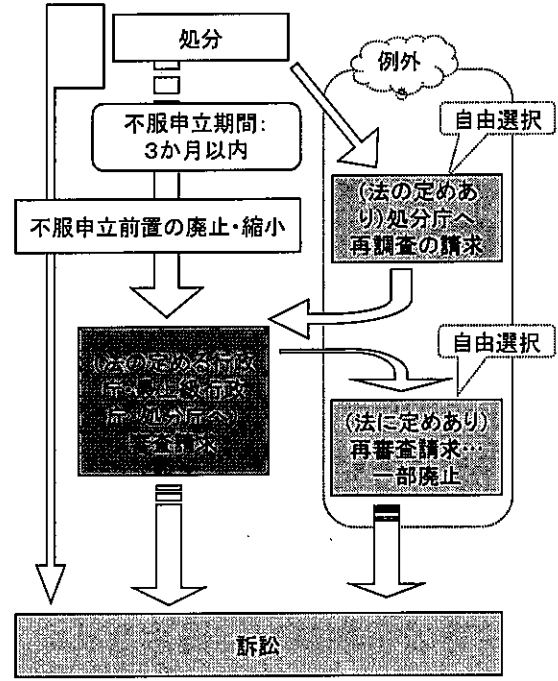 処分
例外
不服申立期間:
3か月以内
自由選択
(法の定めあ
り)処分庁へ
再調査の請求
不服申立前置の廃止・縮小
(法の定める行政
庁・最上級行政
庁・処分庁へ)
審査請求
自由選択
(法に定めあり)
再審査請求…
一部廃止
訴訟